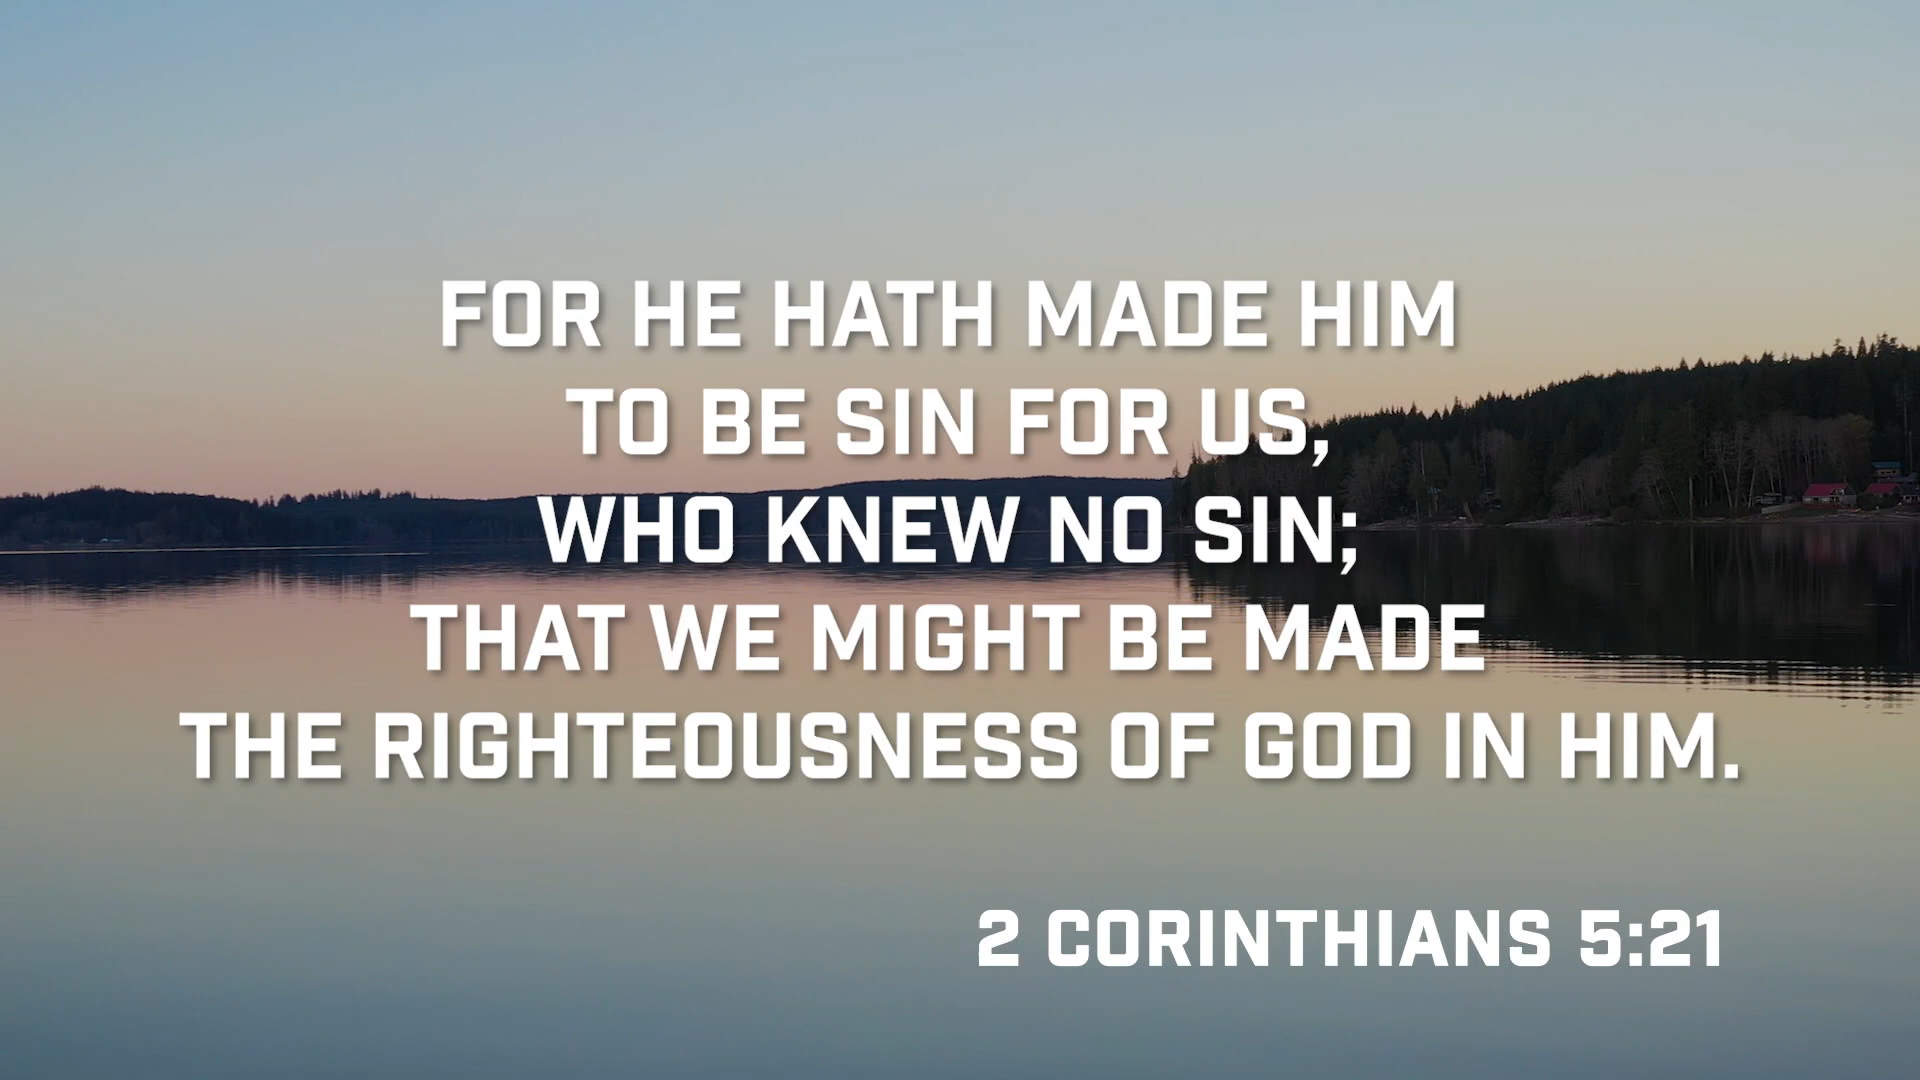 FOR HE HATH MADE HIM
TO BE SIN FOR US,
WHO KNEW NO SIN;
THAT WE MIGHT BE MADE
THE RIGHTEOUSNESS OF GOD IN HIM.
2 CORINTHIANS 5:21